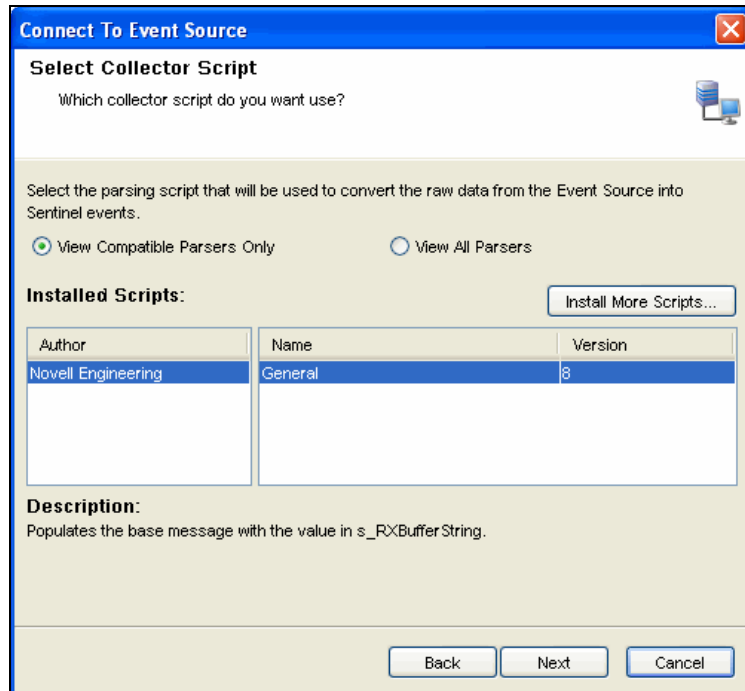 Connect To Event Source
Select Collector Script
Which collector script do you want use?
Select the parsing script that will be used to convert the raw data from the Event Source into
Sentinel events.
View Compatible Parsers Only View All Parsers
Installed Scripts: Install More Scripts...
Author Name Version
Novell Engineering General 8
Description:
Populates the base message with the value in s_RXBufferString.
Back Next Cancel